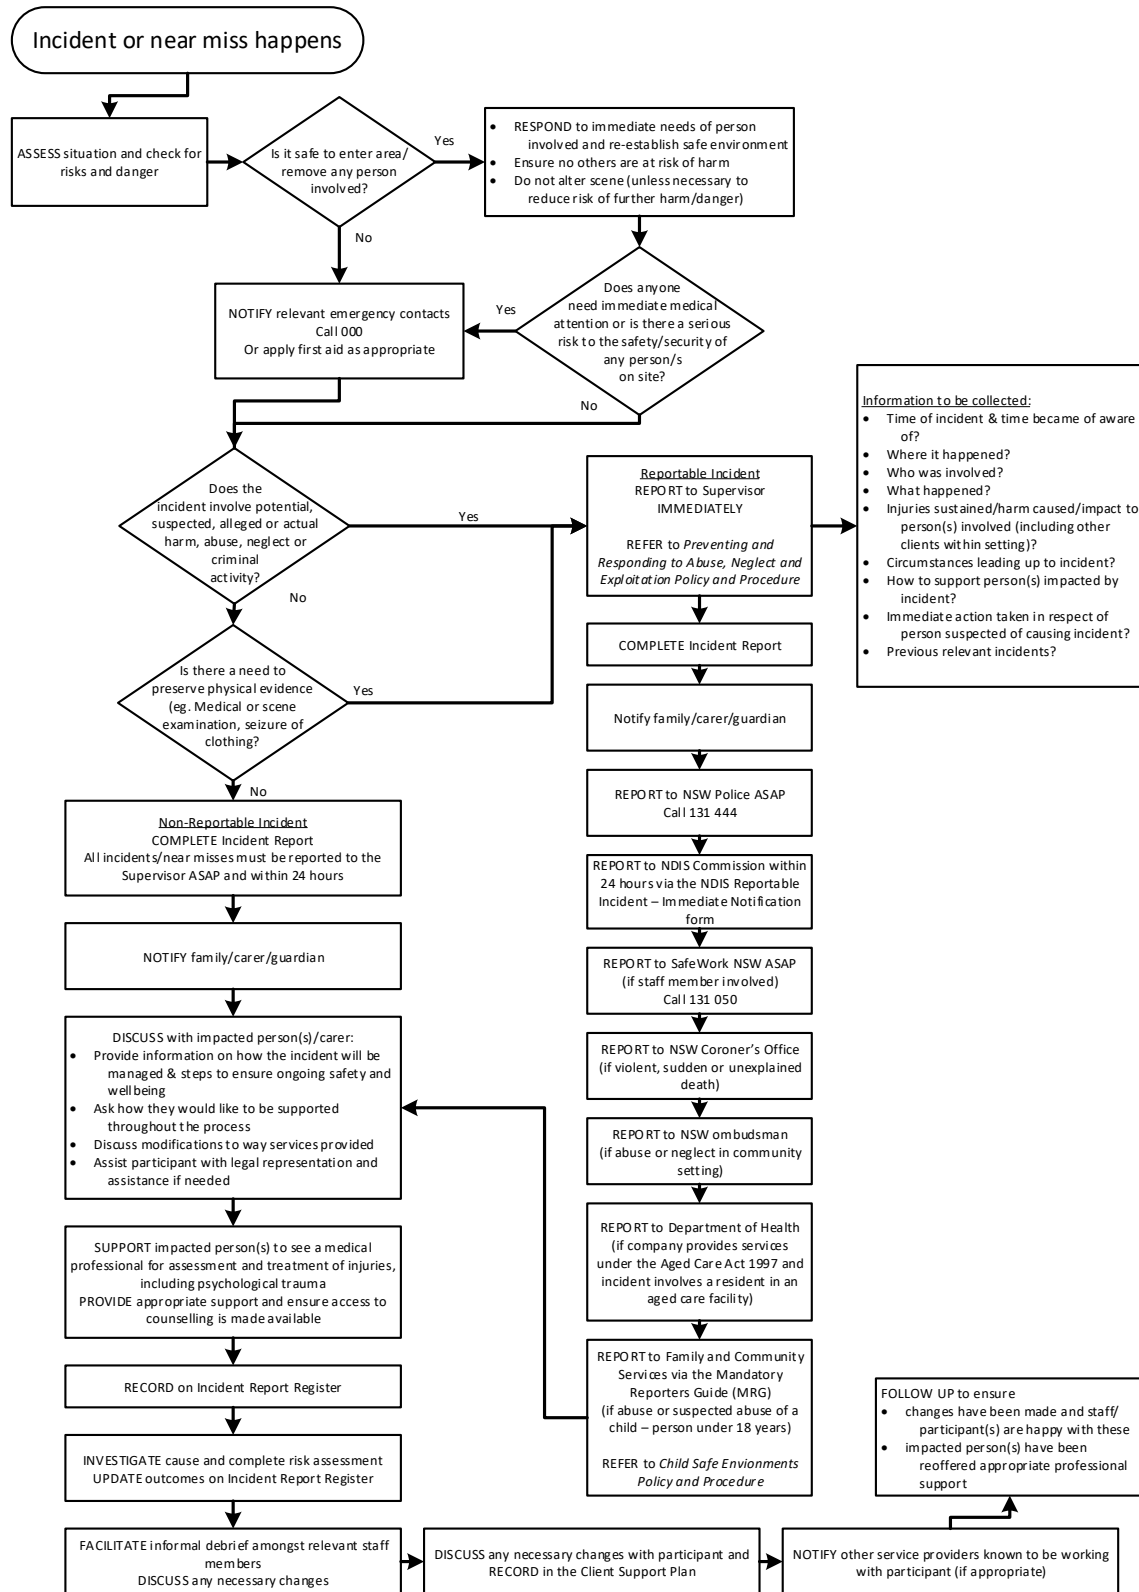 Incident or near miss happens
ASSESS situation and check for
risks and danger
Is it safe to enter area/
remove any person
involved?
Yes
No
• RESPOND to immediate needs of person
involved and re-establish safe environment
• Ensure no others are at risk of harm
• Do not alter scene (unless necessary to
reduce risk of further harm/danger)
Does anyone
need immediate medical
attention or is there a serious
risk to the safety/security of
any person/s
on site?
Yes
No
NOTIFY relevant emergency contacts
Call 000
Or apply first aid as appropriate
Does the
incident involve potential,
suspected, alleged or actual
harm, abuse, neglect or
criminal
activity?
Yes
No
Is there a need to
preserve physical evidence
(eg. Medical or scene
examination, seizure of
clothing?
Yes
No
Reportable Incident
REPORT to Supervisor
IMMEDIATELY
REFER to Preventing and
Responding to Abuse, Neglect and
Exploitation Policy and Procedure
Information to be collected:
• Time of incident & time became of aware
of?
• Where it happened?
• Who was involved?
• What happened?
• Injuries sustained/harm caused/impact to
person(s) involved (including other
clients within setting)?
• Circumstances leading up to incident?
• How to support person(s) impacted by
incident?
• Immediate action taken in respect of
person suspected of causing incident?
• Previous relevant incidents?
COMPLETE Incident Report
Notify family/carer/guardian
REPORT to NSW Police ASAP
Call 131 444
REPORT to NDIS Commission within
24 hours via the NDIS Reportable
Incident – Immediate Notification
form
REPORT to SafeWork NSW ASAP
(if staff member involved)
Call 131 050
REPORT to NSW Coroner's Office
(if violent, sudden or unexplained
death)
REPORT to NSW ombudsman
(if abuse or neglect in community
setting)
REPORT to Department of Health
(if company provides services
under the Aged Care Act 1997 and
incident involves a resident in an
aged care facility)
REPORT to Family and Community
Services via the Mandatory
Reporters Guide (MRG)
(if abuse or suspected abuse of a
child – person under 18 years)
REFER to Child Safe Envionments
Policy and Procedure
Non-Reportable Incident
COMPLETE Incident Report
All incidents/near misses must be reported to the
Supervisor ASAP and within 24 hours
NOTIFY family/carer/guardian
DISCUSS with impacted person(s)/carer:
• Provide information on how the incident will be
managed & steps to ensure ongoing safety and
wellbeing
• Ask how they would like to be supported
throughout the process
• Discuss modifications to way services provided
• Assist participant with legal representation and
assistance if needed
SUPPORT impacted person(s) to see a medical
professional for assessment and treatment of injuries,
including psychological trauma
PROVIDE appropriate support and ensure access to
counselling is made available
RECORD on Incident Report Register
INVESTIGATE cause and complete risk assessment
UPDATE outcomes on Incident Report Register
FACILITATE informal debrief amongst relevant staff
members
DISCUSS any necessary changes
DISCUSS any necessary changes with participant and
RECORD in the Client Support Plan
NOTIFY other service providers known to be working
with participant (if appropriate)
FOLLOW UP to ensure
• changes have been made and staff/
participant(s) are happy with these
• impacted person(s) have been
reoffered appropriate professional
support